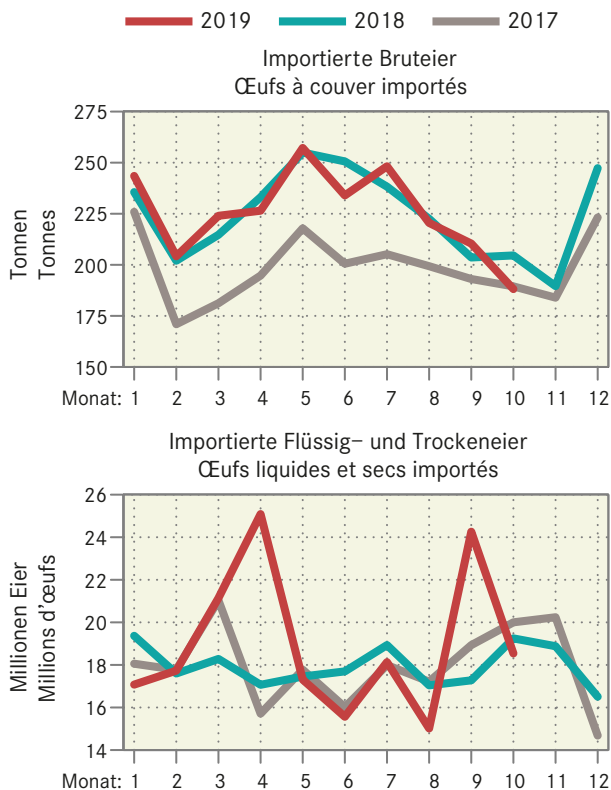 2019 2018 2017
Importierte Bruteier
Œufs à couver importés
Tonnen
Tonnes
275
250
225
200
175
150
Monat: 1 2 3 4 5 6 7 8 9 10 11 12
Importierte Flüssig– und Trockeneier
Œufs liquides et secs importés
Millionen Eier
Millions d'œufs
26
24
22
20
18
16
14
Monat: 1 2 3 4 5 6 7 8 9 10 11 12